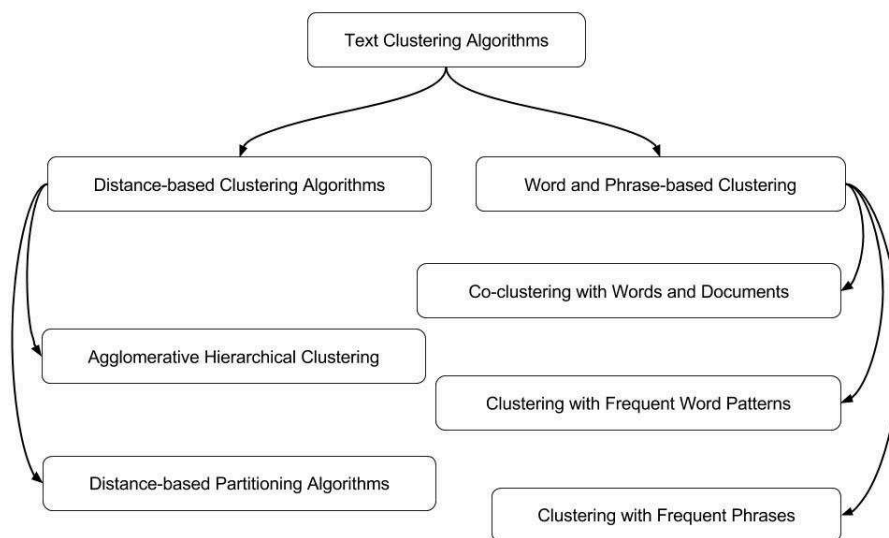 Text Clustering Algorithms
Distance-based Clustering Algorithms
Word and Phrase-based Clustering
Co-clustering with Words and Documents
Agglomerative Hierarchical Clustering
Clustering with Frequent Word Patterns
Distance-based Partitioning Algorithms
Clustering with Frequent Phrases